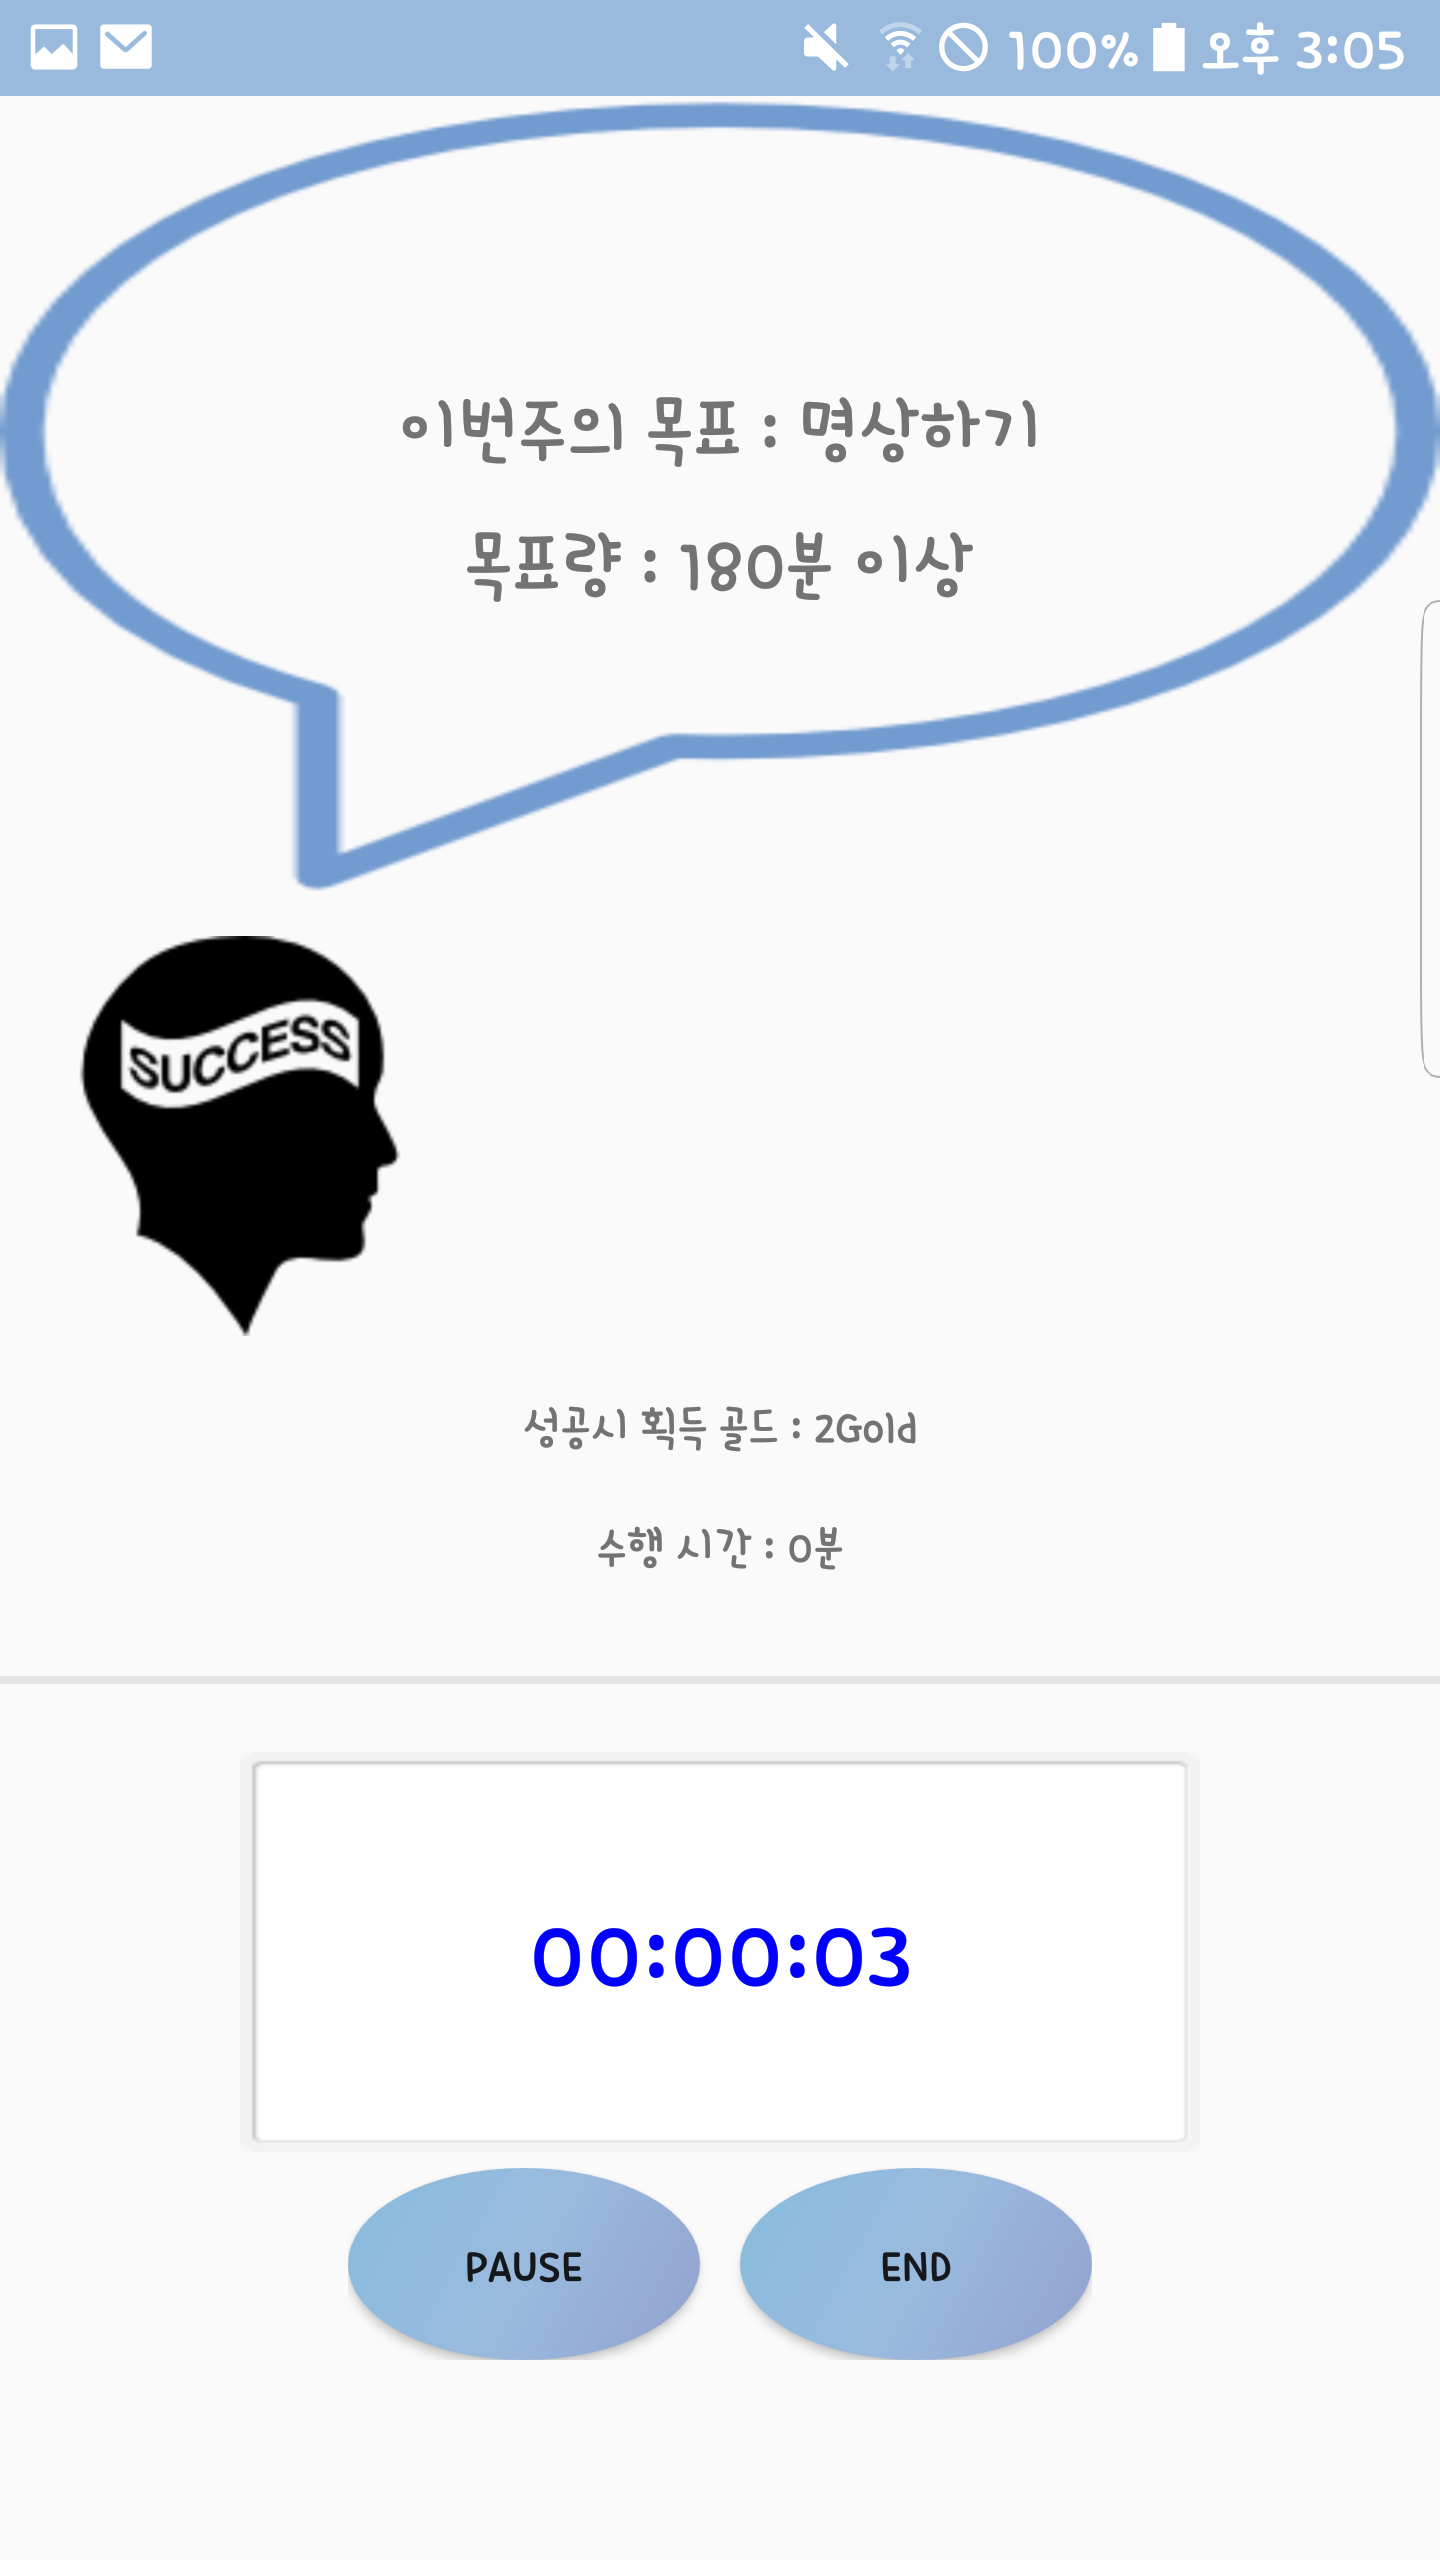 100% 오후 3:05
이번주의 목표 : 명상하기
목표량 : 180분 이상
SUCCESS
성공시 획득 골드 : 2Gold
수행 시간 : 0분
00:00:03
PAUSE END